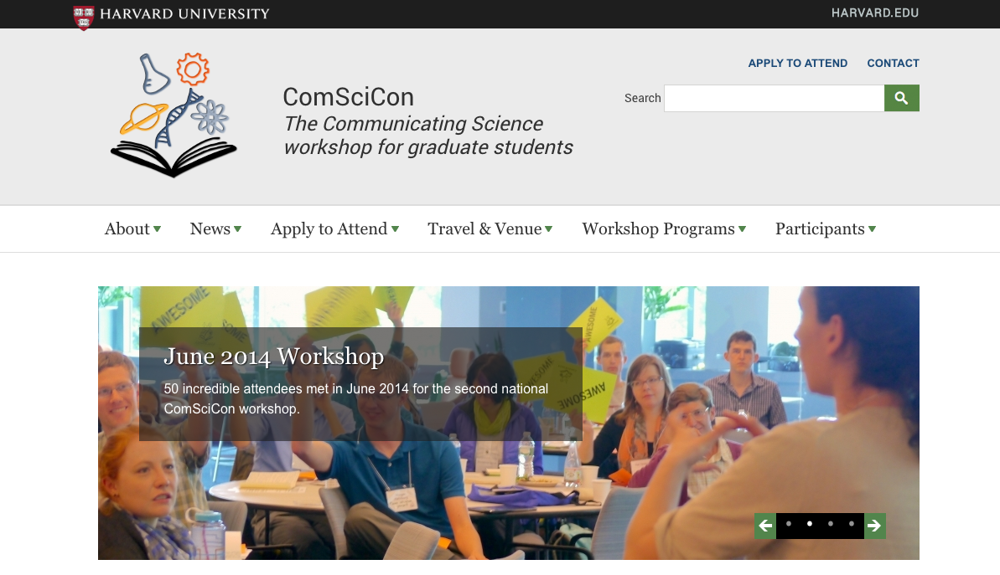 HARVARD UNIVERSITY
HARVARD.EDU
APPLY TO ATTEND
CONTACT
ComSciCon
The Communicating Science
workshop for graduate students
Search
About
News
Apply to Attend
Travel & Venue
Workshop Programs
Participants
AWESOME
AWESOME
AWESOME
AWESOME
AWESOME
June 2014 Workshop
50 incredible attendees met in June 2014 for the second national
ComSciCon workshop.